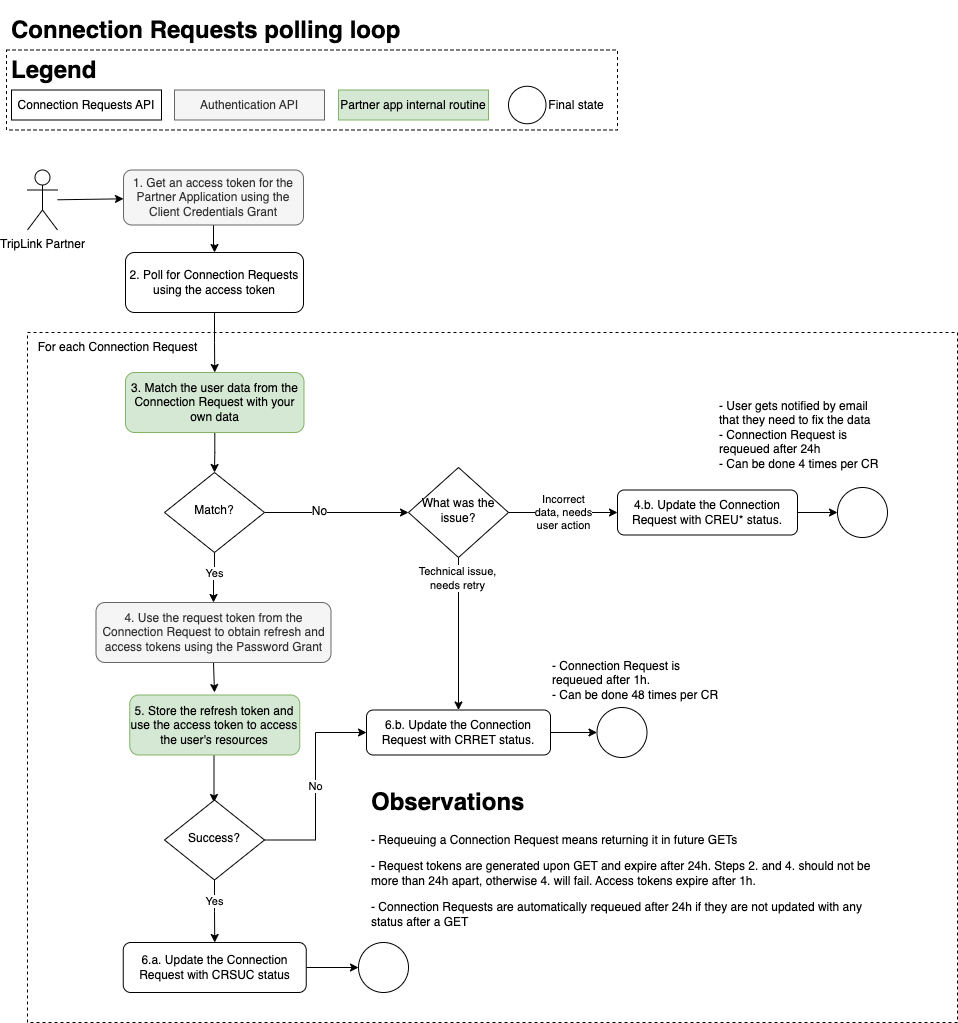 Connection Requests polling loop
Legend
Connection Requests API
Authentication API
Partner app internal routine
Final state
TripLink Partner
1. Get an access token for the
Partner Application using the
Client Credentials Grant
2. Poll for Connection Requests
using the access token
For each Connection Request
3. Match the user data from the
Connection Request with your
own data
- User gets notified by email
that they need to fix the data
- Connection Request is
requeued after 24h
- Can be done 4 times per CR
Match?
No
What was the
issue?
Incorrect
data, needs
user action
4.b. Update the Connection
Request with CREU* status.
Yes
Technical issue,
needs retry
4. Use the request token from the
Connection Request to obtain refresh and
access tokens using the Password Grant
- Connection Request is
requeued after 1h.
- Can be done 48 times per CR
5. Store the refresh token and
use the access token to access
the user's resources
6.b. Update the Connection
Request with CRRET status.
No
Success?
Observations
- Requeuing a Connection Request means returning it in future GETs
- Request tokens are generated upon GET and expire after 24h. Steps 2. and 4. should not be
more than 24h apart, otherwise 4. will fail. Access tokens expire after 1h.
- Connection Requests are automatically requeued after 24h if they are not updated with any
status after a GET
Yes
6.a. Update the Connection
Request with CRSUC status